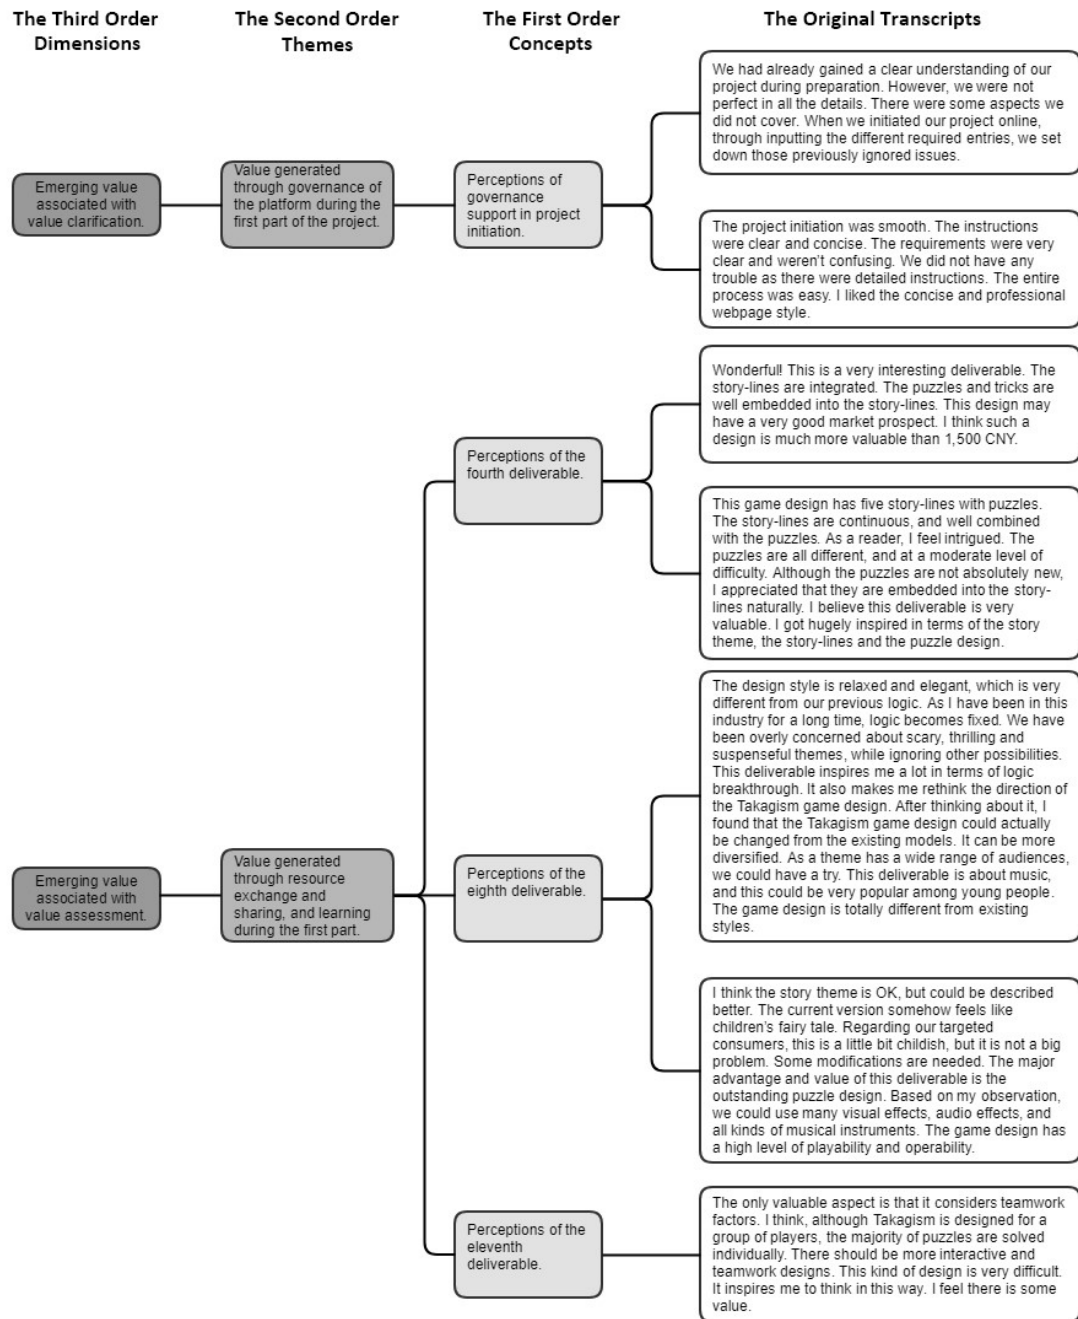 The Third Order
Dimensions
The Second Order
Themes
The First Order
Concepts
The Original Transcripts
Emerging value
associated with
value clarification.
Value generated
through governance of
the platform during the
first part of the project.
Perceptions of
governance
support in project
initiation.
We had already gained a clear understanding of our
project during preparation. However, we were not
perfect in all the details. There were some aspects we
did not cover. When we initiated our project online,
through inputting the different required entries, we set
down those previously ignored issues.
The project initiation was smooth. The instructions
were clear and concise. The requirements were very
clear and weren't confusing. We did not have any
trouble as there were detailed instructions. The entire
process was easy. I liked the concise and professional
webpage style.
Emerging value
associated with
value assessment.
Value generated
through resource
exchange and
sharing, and learning
during the first part.
Perceptions of the
fourth deliverable.
Wonderful! This is a very interesting deliverable. The
story-lines are integrated. The puzzles and tricks are
well embedded into the story-lines. This design may
have a very good market prospect. I think such a
design is much more valuable than 1,500 CNY.
This game design has five story-lines with puzzles.
The story-lines are continuous, and well combined
with the puzzles. As a reader, I feel intrigued. The
puzzles are all different, and at a moderate level of
difficulty. Although the puzzles are not absolutely new,
I appreciated that they are embedded into the story-
lines naturally. I believe this deliverable is very
valuable. I got hugely inspired in terms of the story
theme, the story-lines and the puzzle design.
Perceptions of the
eighth deliverable.
The design style is relaxed and elegant, which is very
different from our previous logic. As I have been in this
industry for a long time, logic becomes fixed. We have
been overly concerned about scary, thrilling and
suspenseful themes, while ignoring other possibilities.
This deliverable inspires me a lot in terms of logic
breakthrough. It also makes me rethink the direction of
the Takagism game design. After thinking about it, I
found that the Takagism game design could actually
be changed from the existing models. It can be more
diversified. As a theme has a wide range of audiences,
we could have a try. This deliverable is about music,
and this could be very popular among young people.
The game design is totally different from existing
styles.
I think the story theme is OK, but could be described
better. The current version somehow feels like
children's fairy tale. Regarding our targeted
consumers, this is a little bit childish, but it is not a big
problem. Some modifications are needed. The major
advantage and value of this deliverable is the
outstanding puzzle design. Based on my observation,
we could use many visual effects, audio effects, and
all kinds of musical instruments. The game design has
a high level of playability and operability.
Perceptions of the
eleventh
deliverable.
The only valuable aspect is that it considers teamwork
factors. I think, although Takagism is designed for a
group of players, the majority of puzzles are solved
individually. There should be more interactive and
teamwork designs. This kind of design is very difficult.
It inspires me to think in this way. I feel there is some
value.